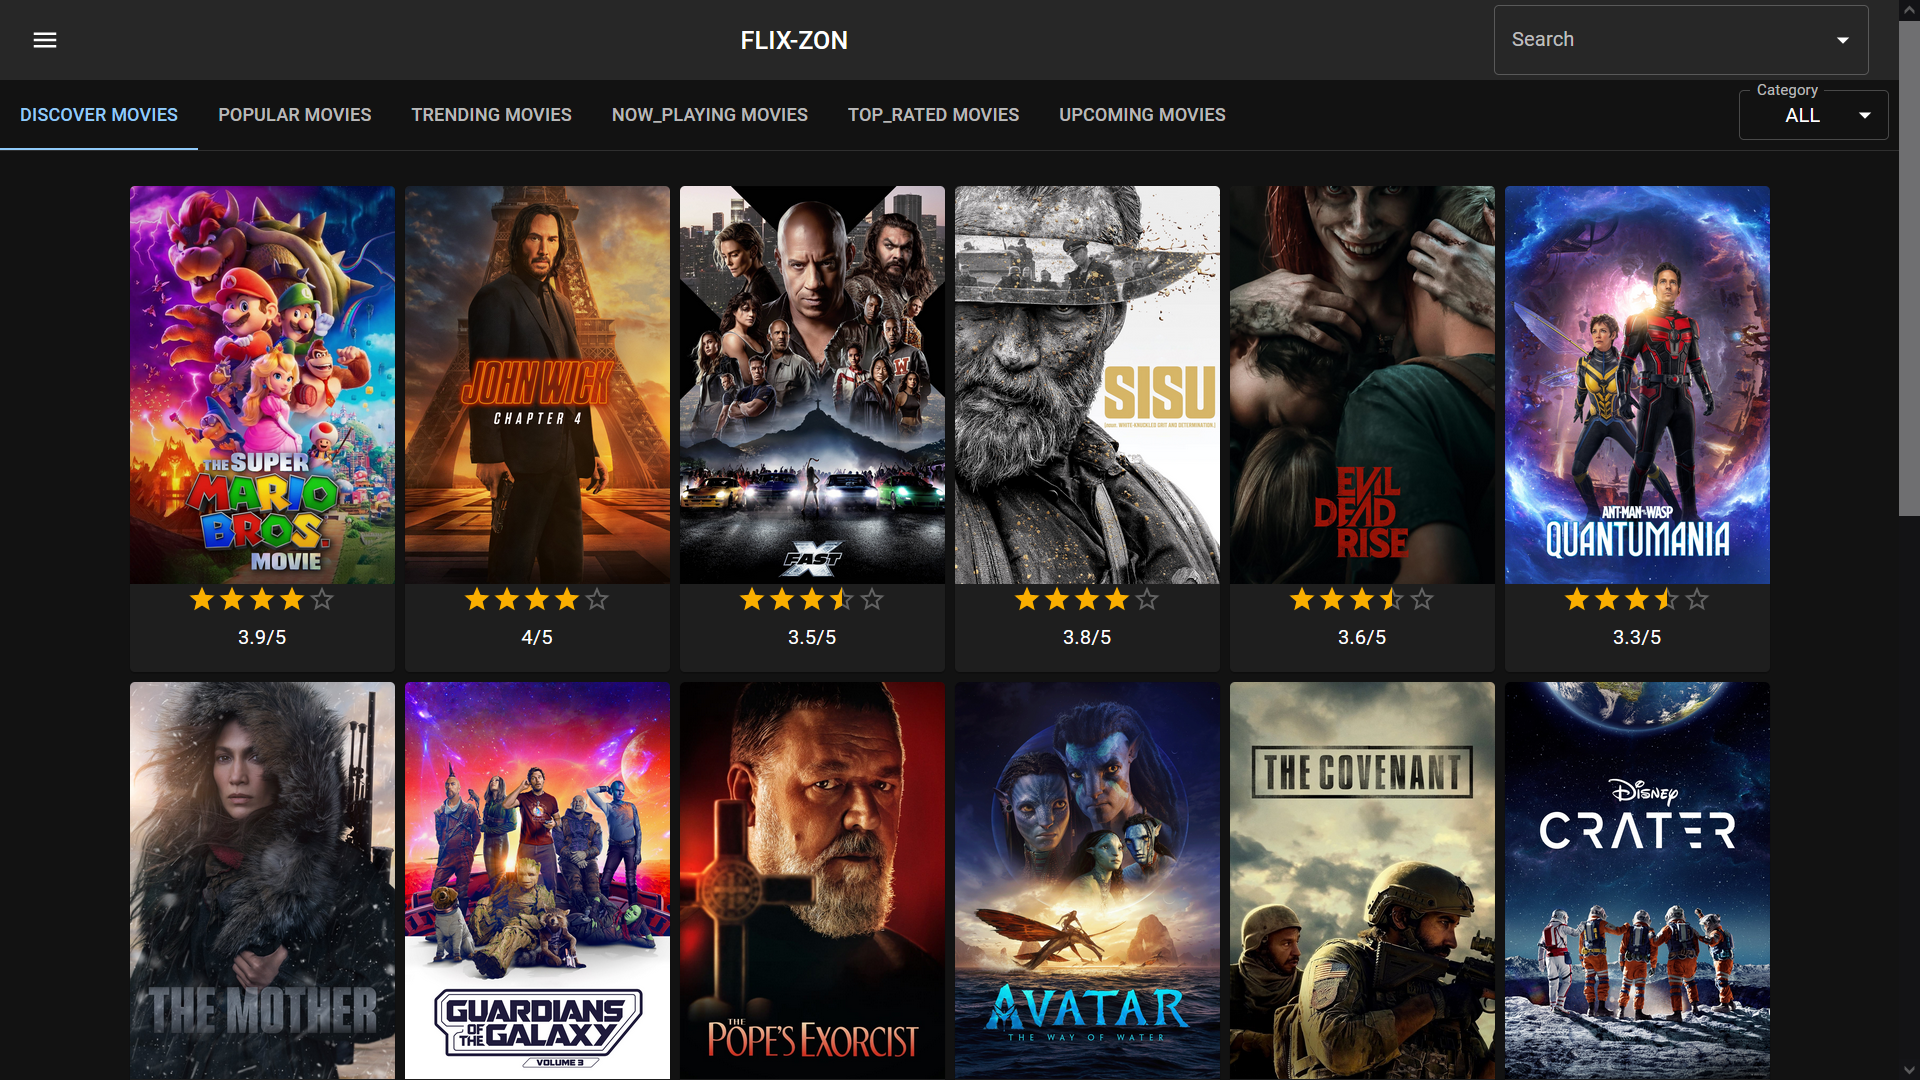 FLIX-ZON
Search
DISCOVER MOVIES
POPULAR MOVIES
TRENDING MOVIES
NOW_PLAYING MOVIES
TOP_RATED MOVIES
UPCOMING MOVIES
Category
ALL
THE SUPER
MARIO
BROS.
MOVIE
JOHN WICK
CHAPTER 4
FAST X
SISU
EVIL
DEAD
RISE
ANT-MAN AND THE WASP
QUANTUMANIA
3.9/5
4/5
3.5/5
3.8/5
3.6/5
3.3/5
THE MOTHER
GUARDIANS
OF THE GALAXY
VOLUME 3
THE
POPE'S EXORCIST
AVATAR
THE WAY OF WATER
THE COVENANT
DISNEY
CRATER